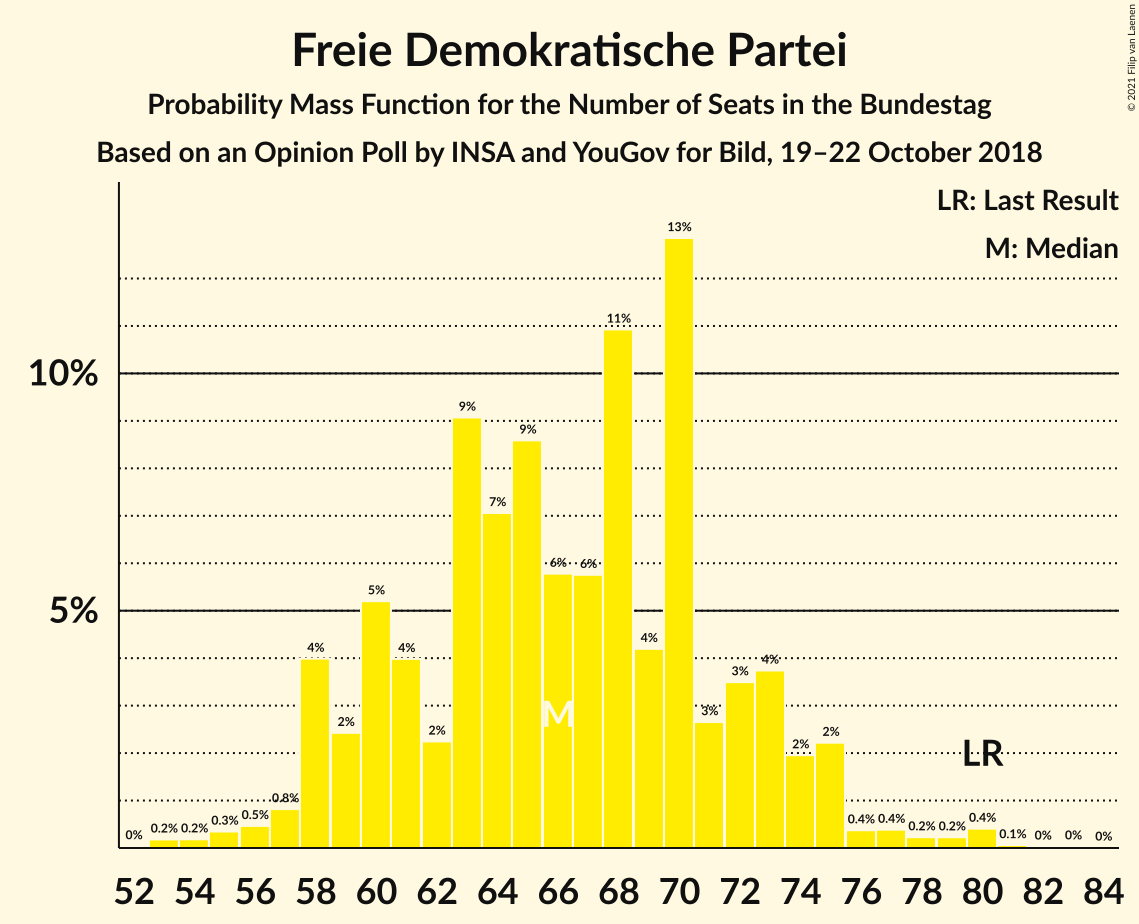 © 2021 Filip van Laenen
Freie Demokratische Partei
Probability Mass Function for the Number of Seats in the Bundestag
Based on an Opinion Poll by INSA and YouGov for Bild, 19–22 October 2018
LR: Last Result
M: Median
10%
5%
0% 0.2% 0.2% 0.3% 0.5% 0.8% 4% 2% 5% 4% 2% 9% 7% 9% 6% 6% 11% 4% 13% 3% 3% 4% 2% 2% 0.4% 0.4% 0.2% 0.2% 0.4% 0.1% 0% 0% 0%
M
LR
52 54 56 58 60 62 64 66 68 70 72 74 76 78 80 82 84